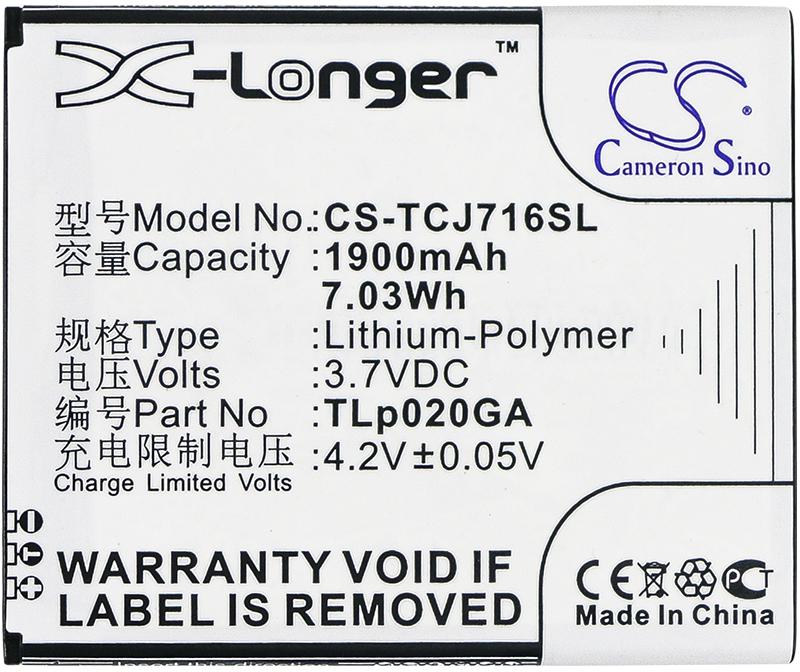 X-Longer™
CS®
Cameron Sino
型号Model No.:CS-TCJ716SL
容量Capacity :1900mAh
7.03Wh
规格Type :Lithium-Polymer
电压Volts :3.7VDC
编号Part No :TLp020GA
充电限制电压 :4.2V±0.05V
Charge Limited Volts
WARRANTY VOID IF
LABEL IS REMOVED
CE PCT
Made In China